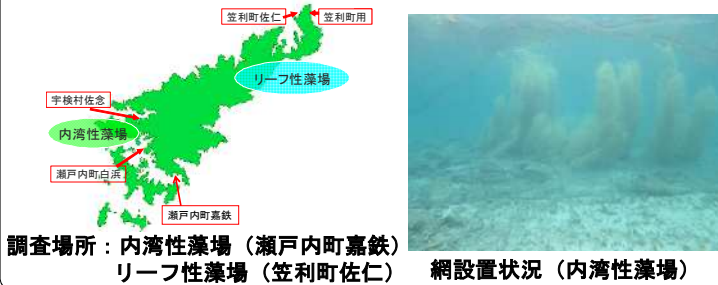 笠利町佐仁
笠利町用
リーフ性藻場
宇検村佐念
内湾性藻場
瀬戸内町白浜
瀬戸内町嘉鉄
調査場所：内湾性藻場（瀬戸内町嘉鉄）
リーフ性藻場（笠利町佐仁）
網設置状況（内湾性藻場）